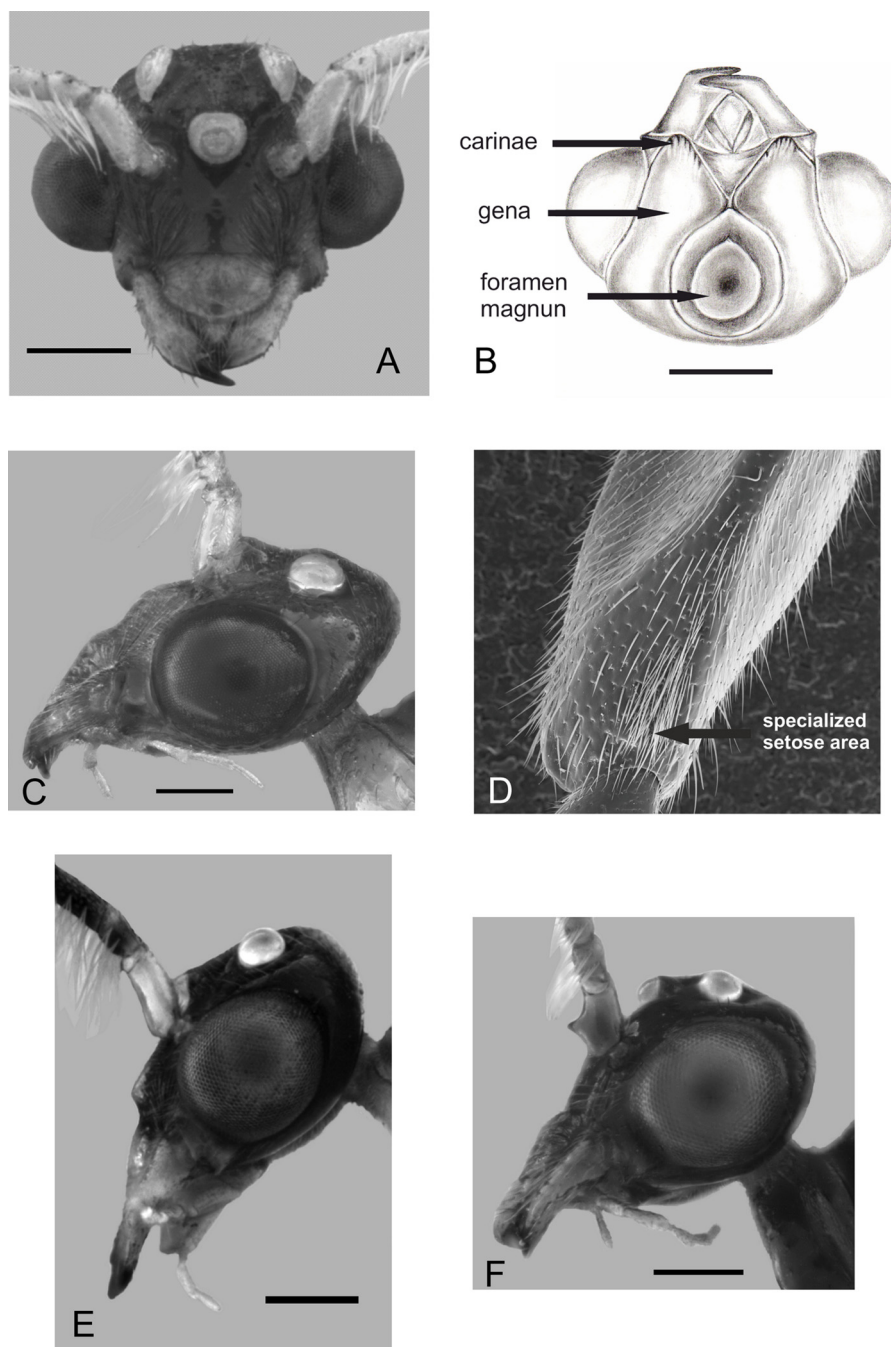 A
carinae
gena
foramen
magnun
B
C
specialized
setose area
D
E
F